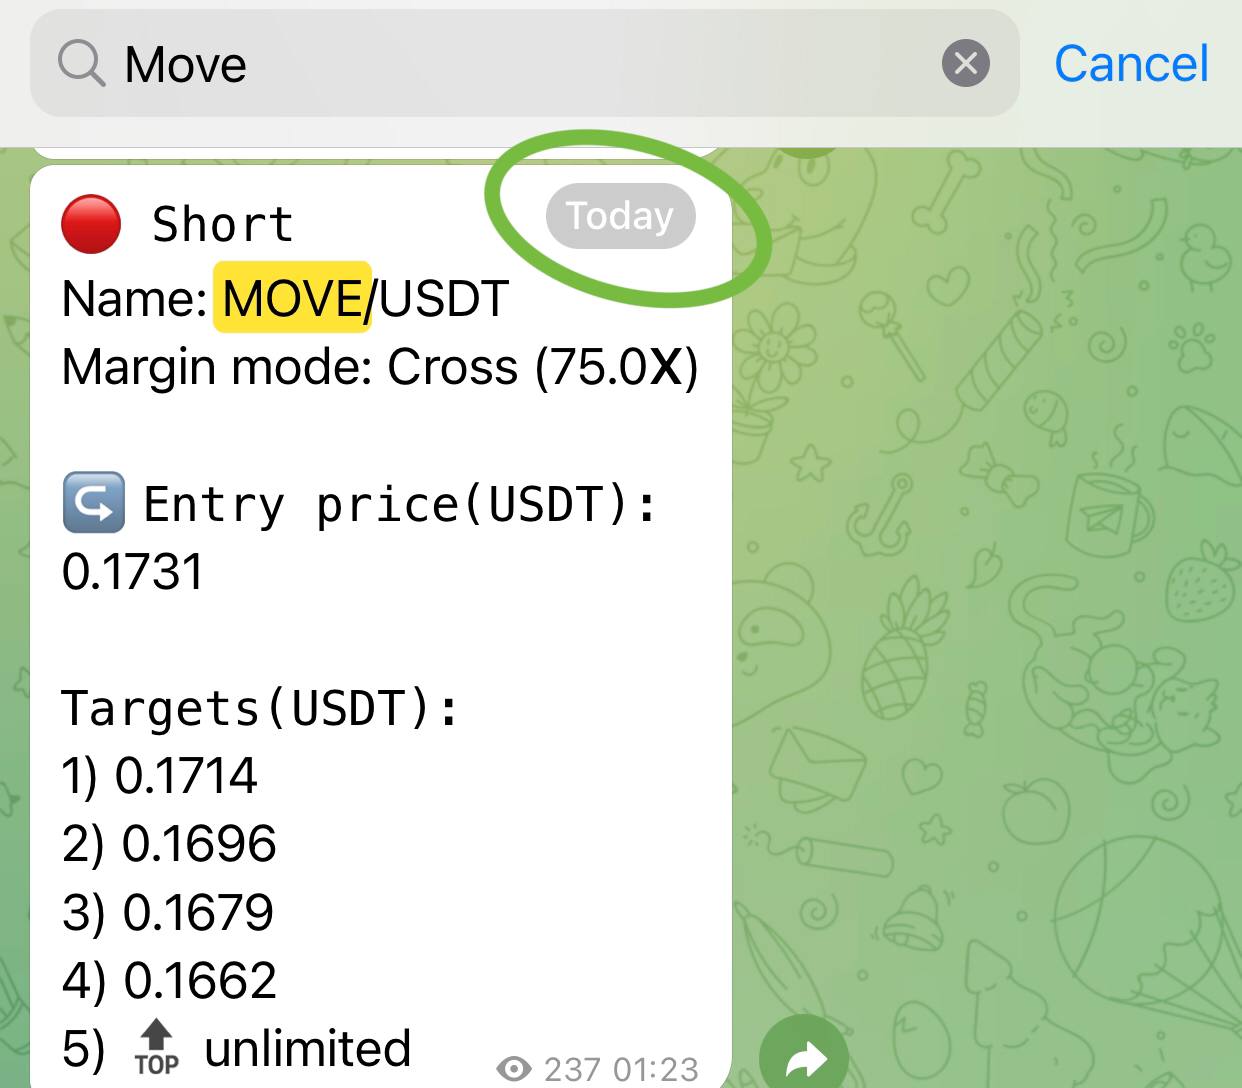 Move
Cancel
Today
Short
Name: MOVE/USDT
Margin mode: Cross (75.0X)
Entry price(USDT):
0.1731
Targets(USDT):
1) 0.1714
2) 0.1696
3) 0.1679
4) 0.1662
5) TOP unlimited
237 01:23